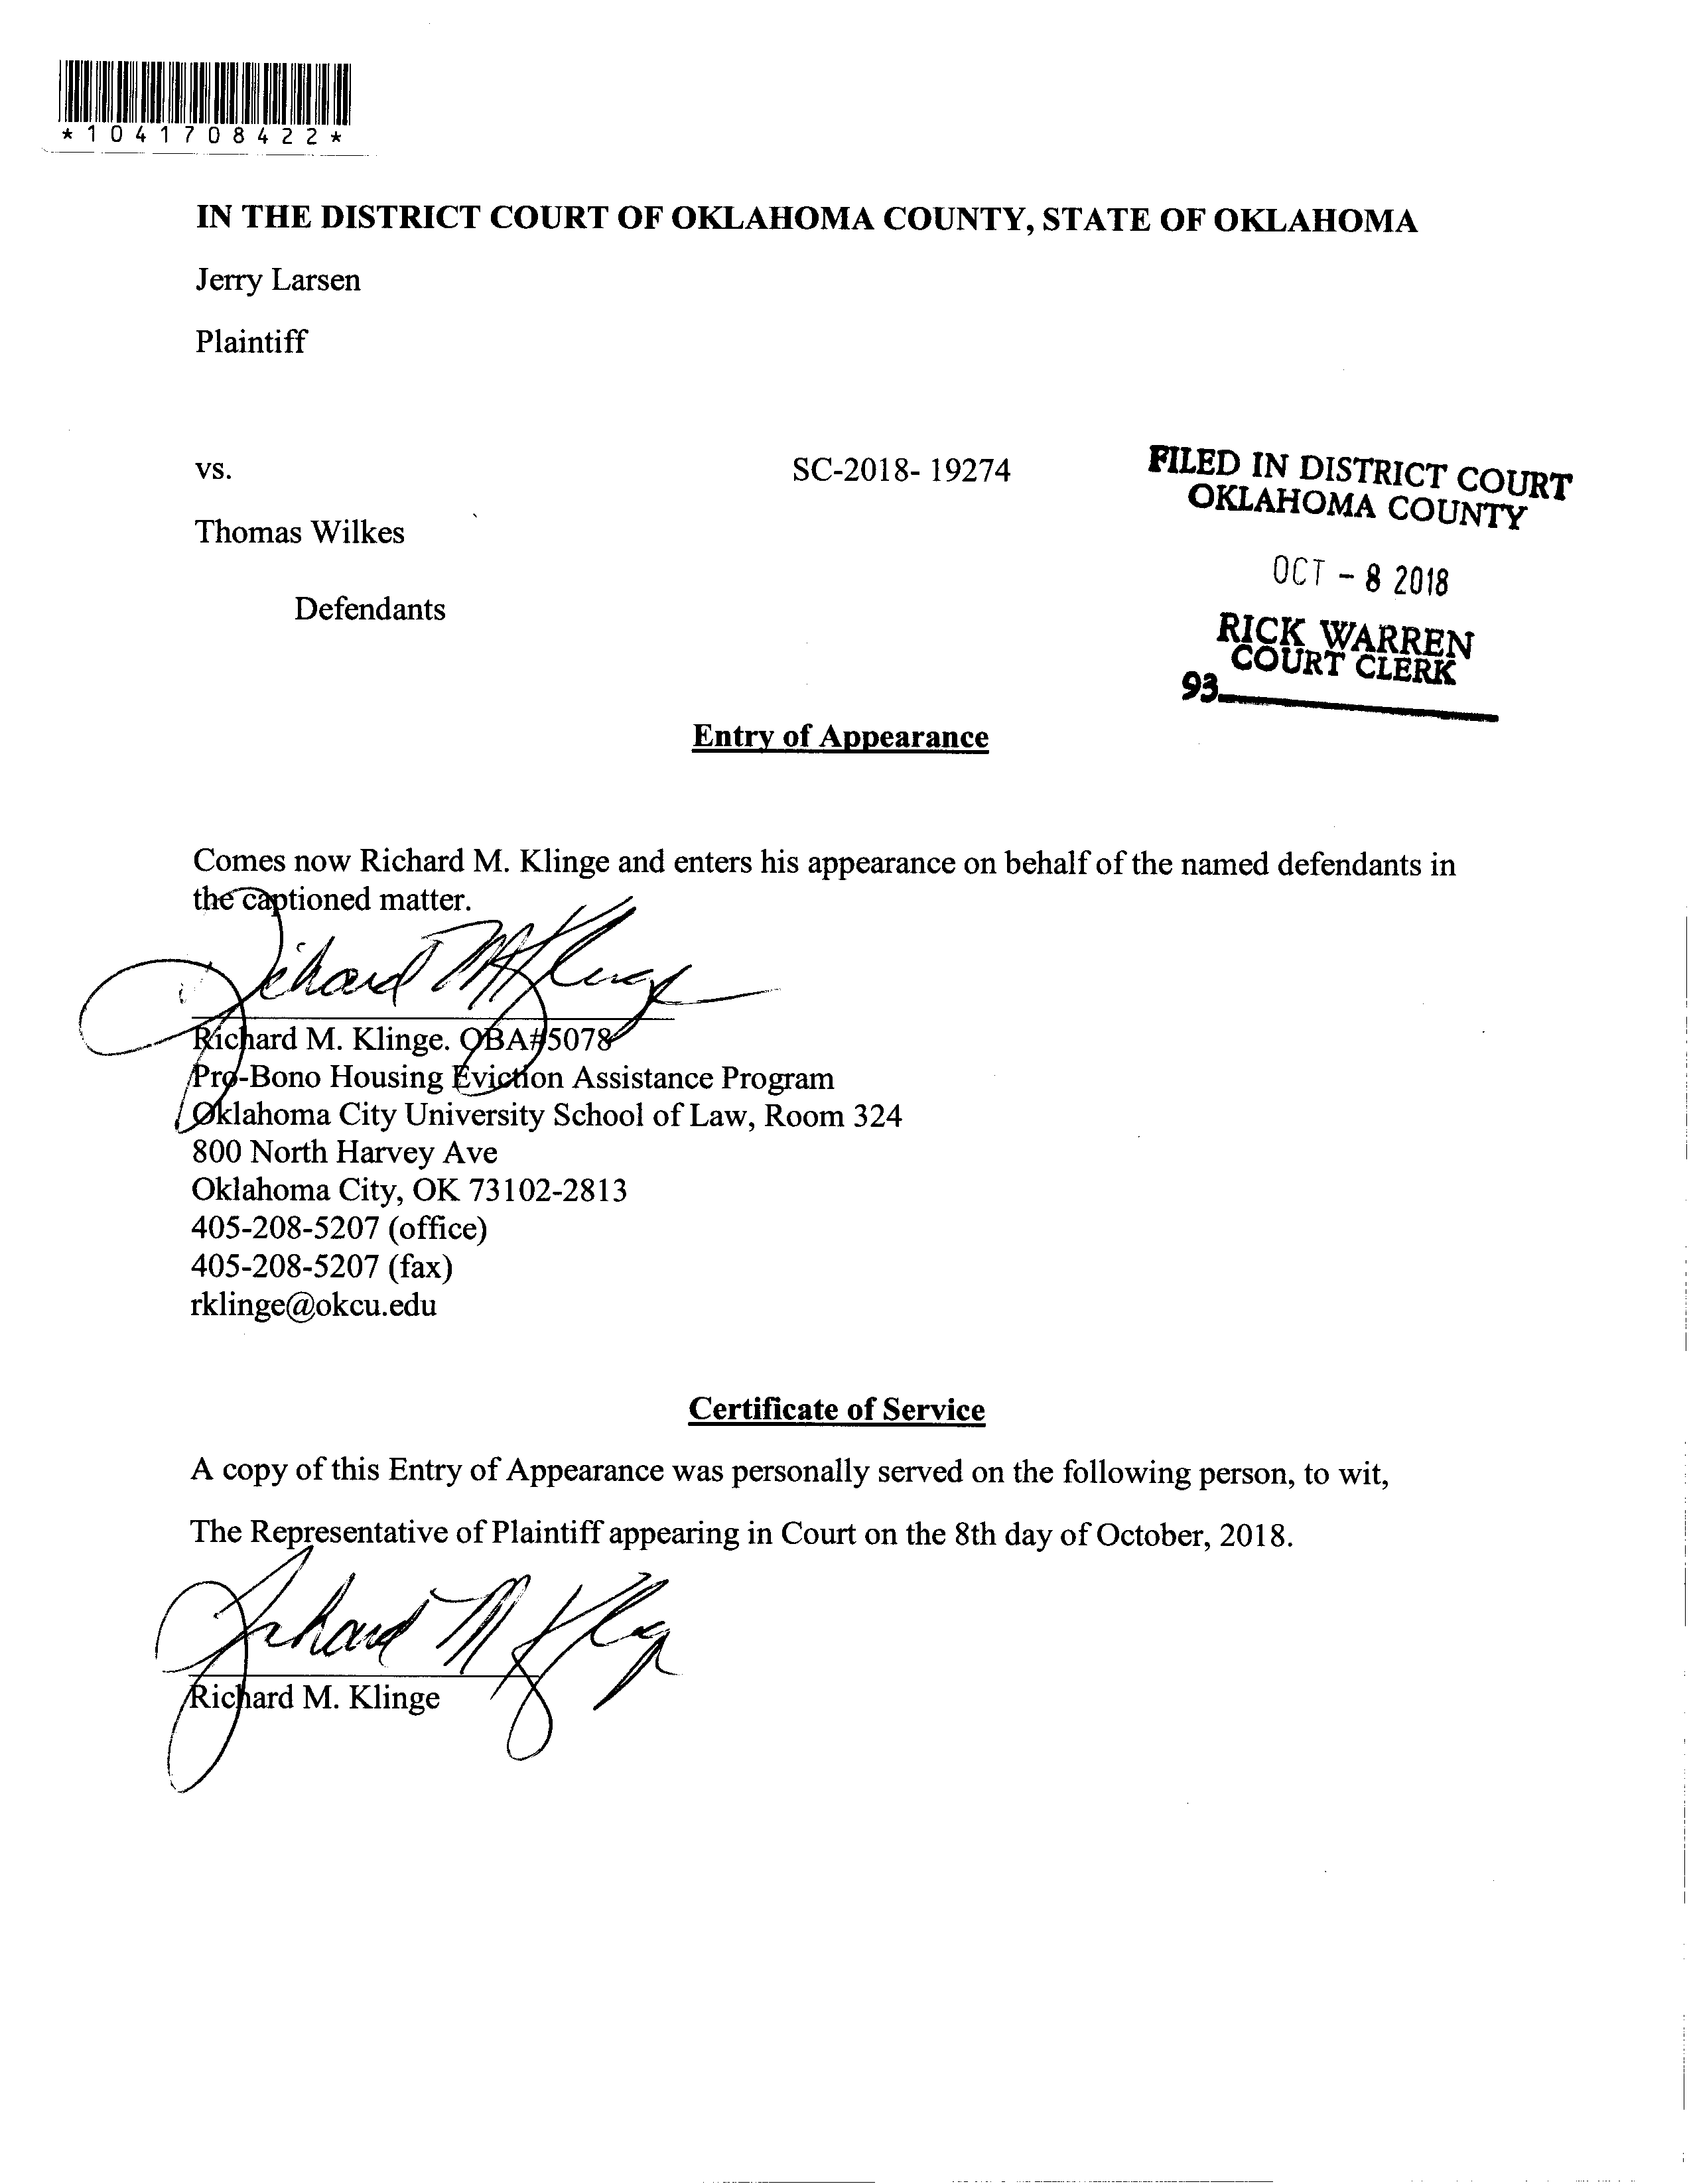 *1041708422*
IN THE DISTRICT COURT OF OKLAHOMA COUNTY, STATE OF OKLAHOMA
Jerry Larsen
Plaintiff
vs.
SC-2018- 19274
Thomas Wilkes
Defendants
FILED IN DISTRICT COURT
OKLAHOMA COUNTY
OCT - 8 2018
RICK WARREN
COURT CLERK
93
Entry of Appearance
Comes now Richard M. Klinge and enters his appearance on behalf of the named defendants in
the captioned matter.
Richard M Klinge
Richard M. Klinge. OBA#5078
Pro-Bono Housing Eviction Assistance Program
Oklahoma City University School of Law, Room 324
800 North Harvey Ave
Oklahoma City, OK 73102-2813
405-208-5207 (office)
405-208-5207 (fax)
rklinge@okcu.edu
Certificate of Service
A copy of this Entry of Appearance was personally served on the following person, to wit,
The Representative of Plaintiff appearing in Court on the 8th day of October, 2018.
Richard M Klinge
Richard M. Klinge